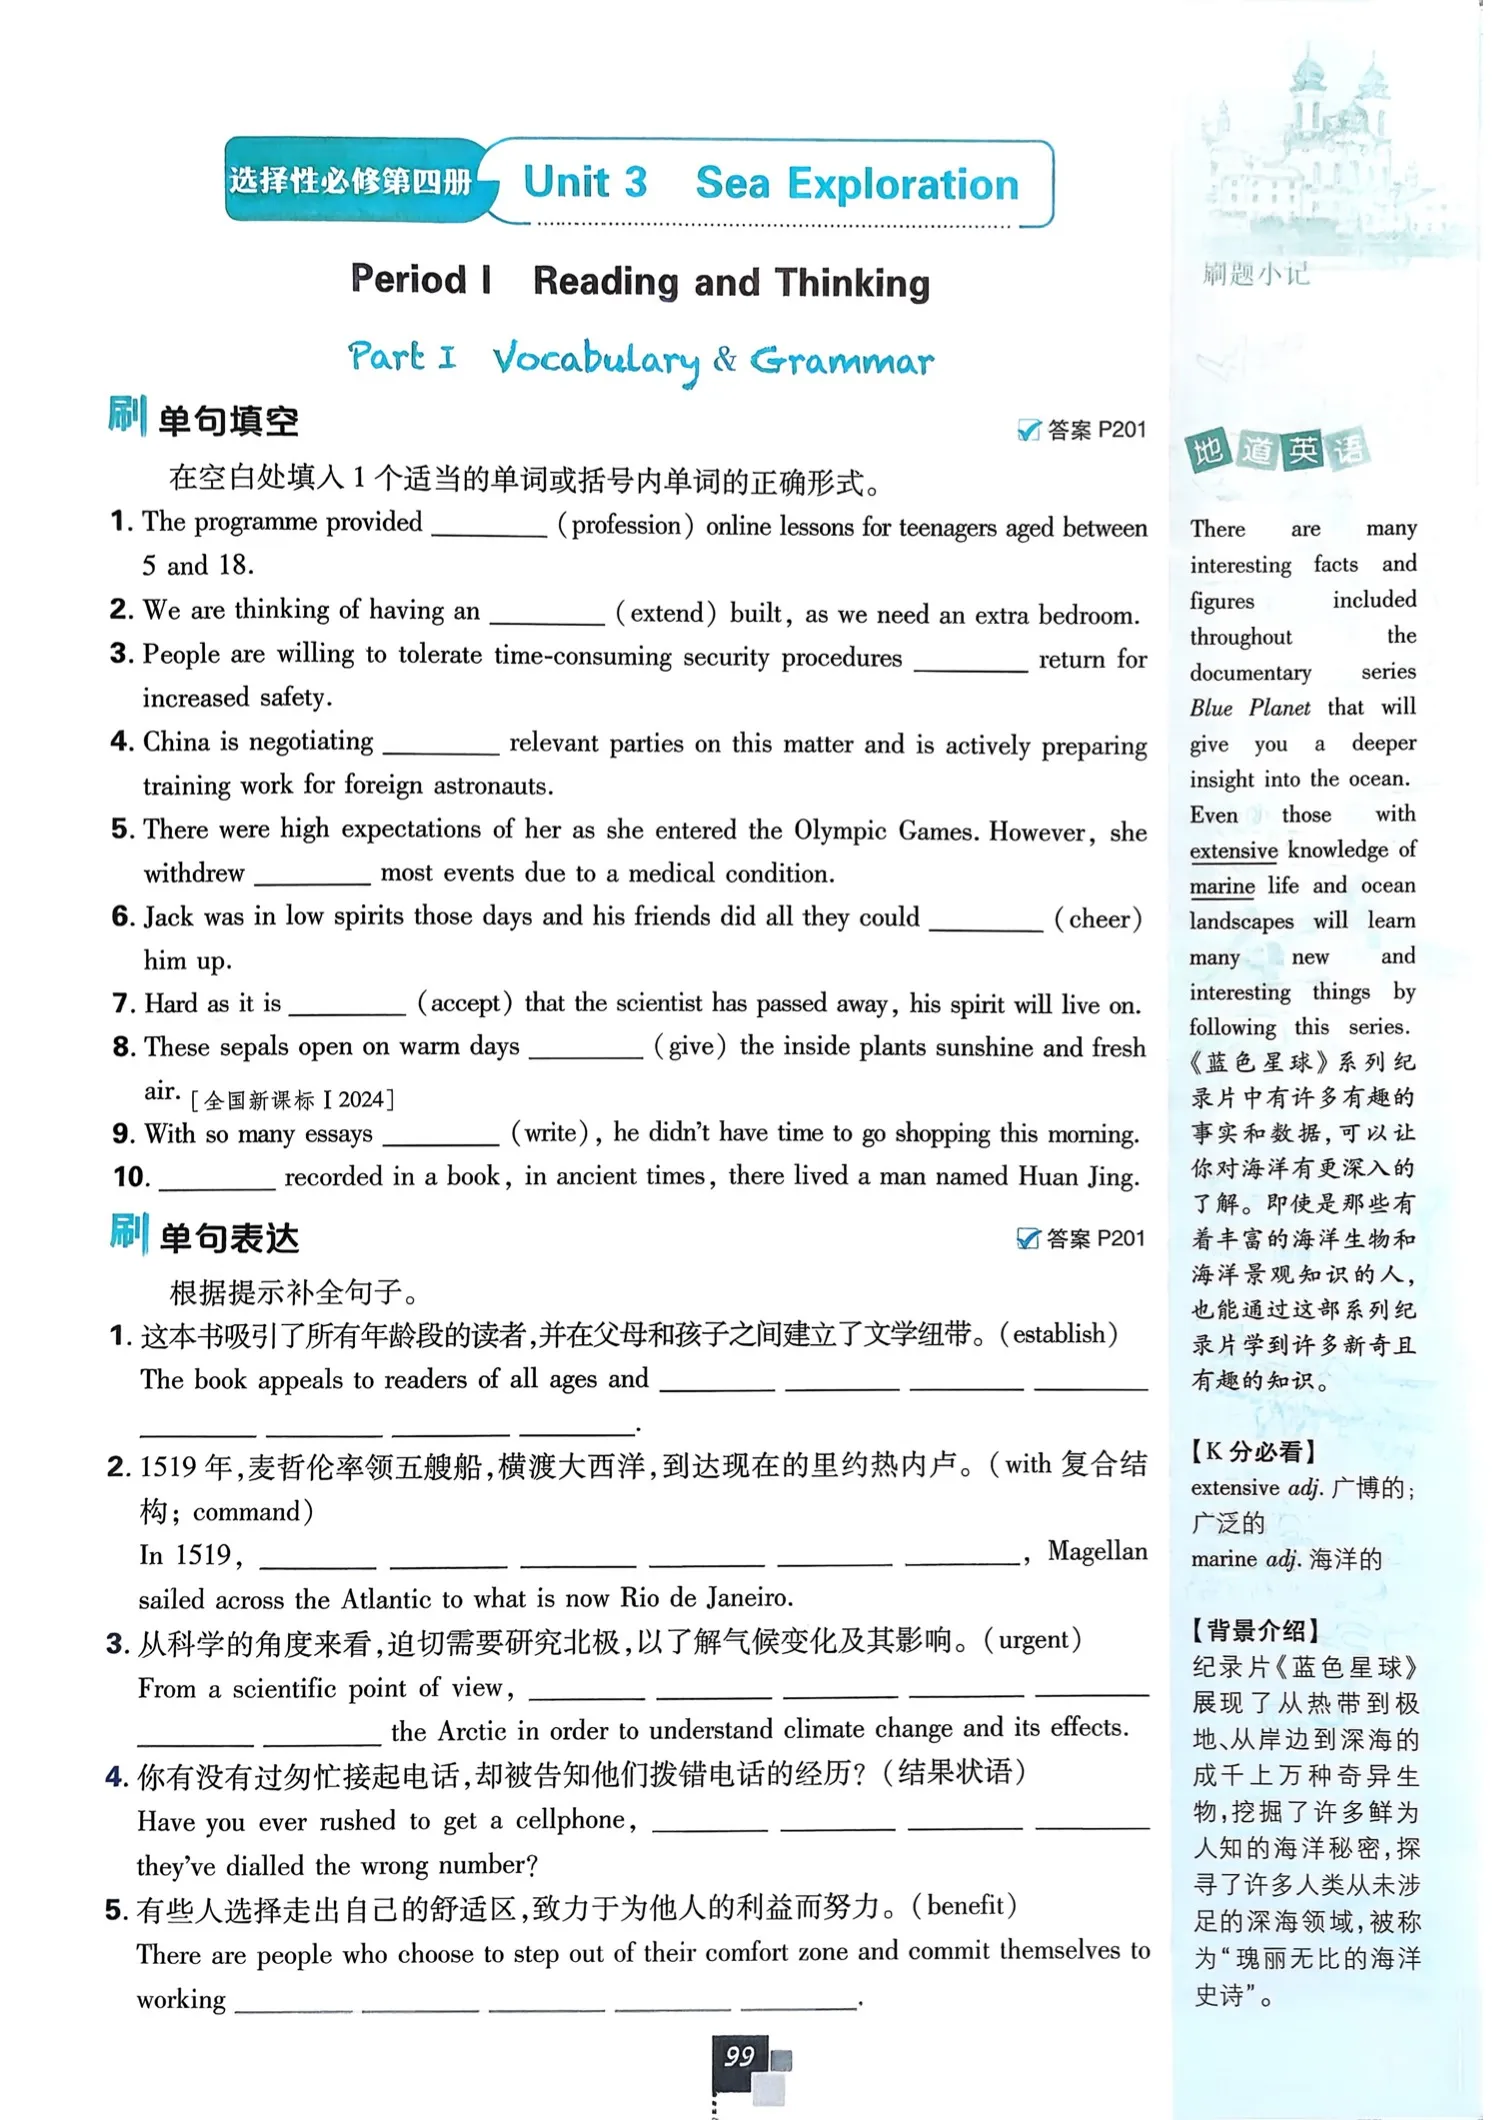 选择性必修第四册 Unit 3 Sea Exploration
Period Ⅰ Reading and Thinking
Part Ⅰ Vocabulary & Grammar
刷 单句填空 答案 P201
在空白处填入 1 个适当的单词或括号内单词的正确形式。
1. The programme provided ________ (profession) online lessons for teenagers aged between
5 and 18.
2. We are thinking of having an ________ (extend) built, as we need an extra bedroom.
3. People are willing to tolerate time-consuming security procedures ________ return for
increased safety.
4. China is negotiating ________ relevant parties on this matter and is actively preparing
training work for foreign astronauts.
5. There were high expectations of her as she entered the Olympic Games. However, she
withdrew ________ most events due to a medical condition.
6. Jack was in low spirits those days and his friends did all they could ________ (cheer)
him up.
7. Hard as it is ________ (accept) that the scientist has passed away, his spirit will live on.
8. These sepals open on warm days ________ (give) the inside plants sunshine and fresh
air. [全国新课标Ⅰ2024]
9. With so many essays ________ (write), he didn't have time to go shopping this morning.
10. ________ recorded in a book, in ancient times, there lived a man named Huan Jing.
刷 单句表达 答案 P201
根据提示补全句子。
1. 这本书吸引了所有年龄段的读者,并在父母和孩子之间建立了文学纽带。(establish)
The book appeals to readers of all ages and ________ ________ ________ ________
________ ________ ________ ________.
2. 1519 年,麦哲伦率领五艘船,横渡大西洋,到达现在的里约热内卢。(with 复合结
构; command)
In 1519, ________ ________ ________ ________ ________ ________, Magellan
sailed across the Atlantic to what is now Rio de Janeiro.
3. 从科学的角度来看,迫切需要研究北极,以了解气候变化及其影响。(urgent)
From a scientific point of view, ________ ________ ________ ________ ________
________ ________ the Arctic in order to understand climate change and its effects.
4. 你有没有过匆忙接起电话,却被告知他们拨错电话的经历?(结果状语)
Have you ever rushed to get a cellphone, ________ ________ ________ ________
they've dialled the wrong number?
5. 有些人选择走出自己的舒适区,致力于为他人的利益而努力。(benefit)
There are people who choose to step out of their comfort zone and commit themselves to
working ________ ________ ________ ________ ________.
99
刷题小记
地道英语
There are many
interesting facts and
figures included
throughout the
documentary series
Blue Planet that will
give you a deeper
insight into the ocean.
Even those with
extensive knowledge of
marine life and ocean
landscapes will learn
many new and
interesting things by
following this series.
《蓝色星球》系列纪
录片中有许多有趣的
事实和数据,可以让
你对海洋有更深入的
了解。即使是那些有
着丰富的海洋生物和
海洋景观知识的人,
也能通过这部系列纪
录片学到许多新奇且
有趣的知识。
【K 分必看】
extensive adj. 广博的;
广泛的
marine adj. 海洋的
【背景介绍】
纪录片《蓝色星球》
展现了从热带到极
地、从岸边到深海的
成千上万种奇异生
物,挖掘了许多鲜为
人知的海洋秘密,探
寻了许多人类从未涉
足的深海领域,被称
为“瑰丽无比的海洋
史诗”。